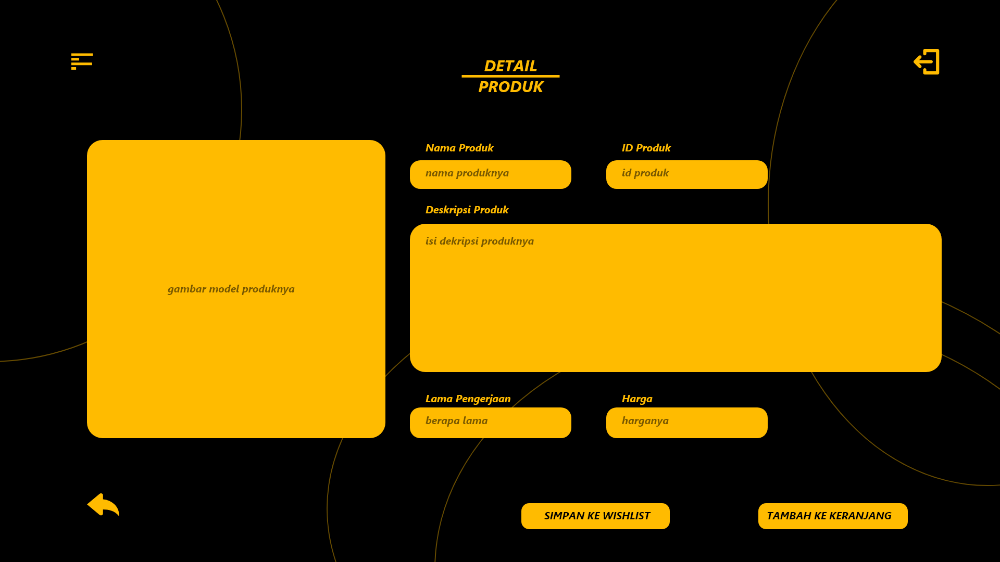 DETAIL
PRODUK
Nama Produk
ID Produk
nama produknya
id produk
Deskripsi Produk
isi dekripsi produknya
gambar model produknya
Lama Pengerjaan
Harga
berapa lama
harganya
SIMPAN KE WISHLIST
TAMBAH KE KERANJANG